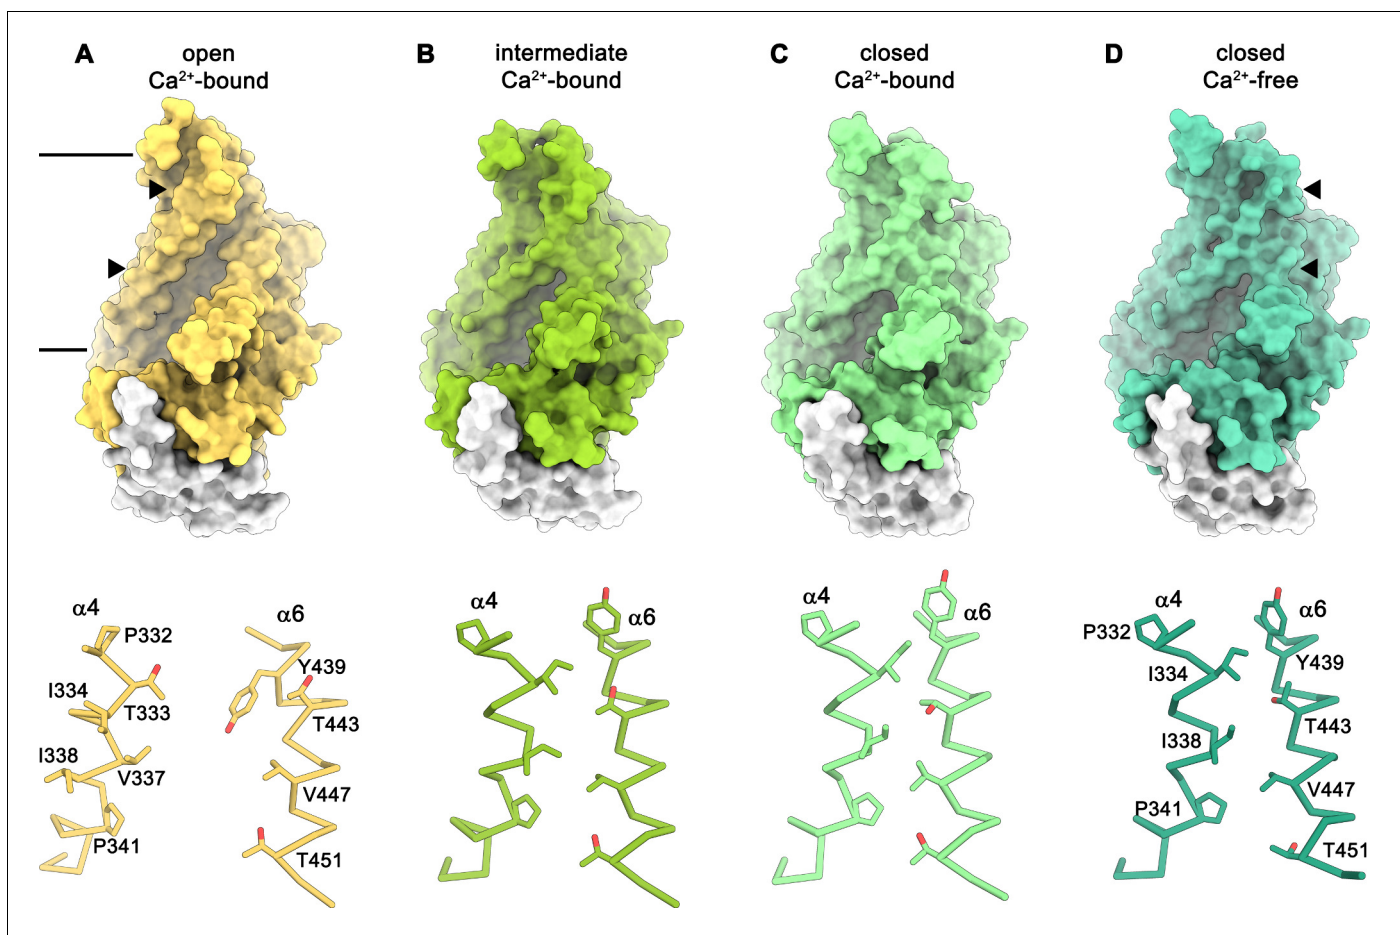 A open
Ca²⁺-bound
B intermediate
Ca²⁺-bound
C closed
Ca²⁺-bound
D closed
Ca²⁺-free
α4
α6
P332
Y439
I334
T333
T443
I338
V337
V447
P341
T451
α4
α6
α4
α6
α4
α6
P332
Y439
I334
T443
I338
V447
P341
T451